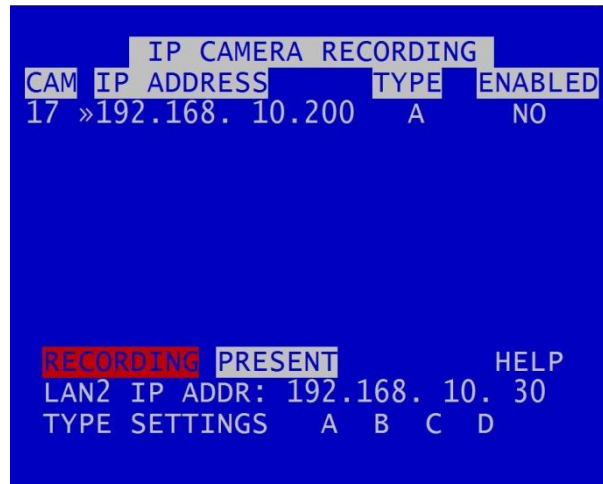 IP CAMERA RECORDING
CAM IP ADDRESS TYPE ENABLED
17 »192.168. 10.200 A NO
RECORDING PRESENT HELP
LAN2 IP ADDR: 192.168. 10. 30
TYPE SETTINGS A B C D